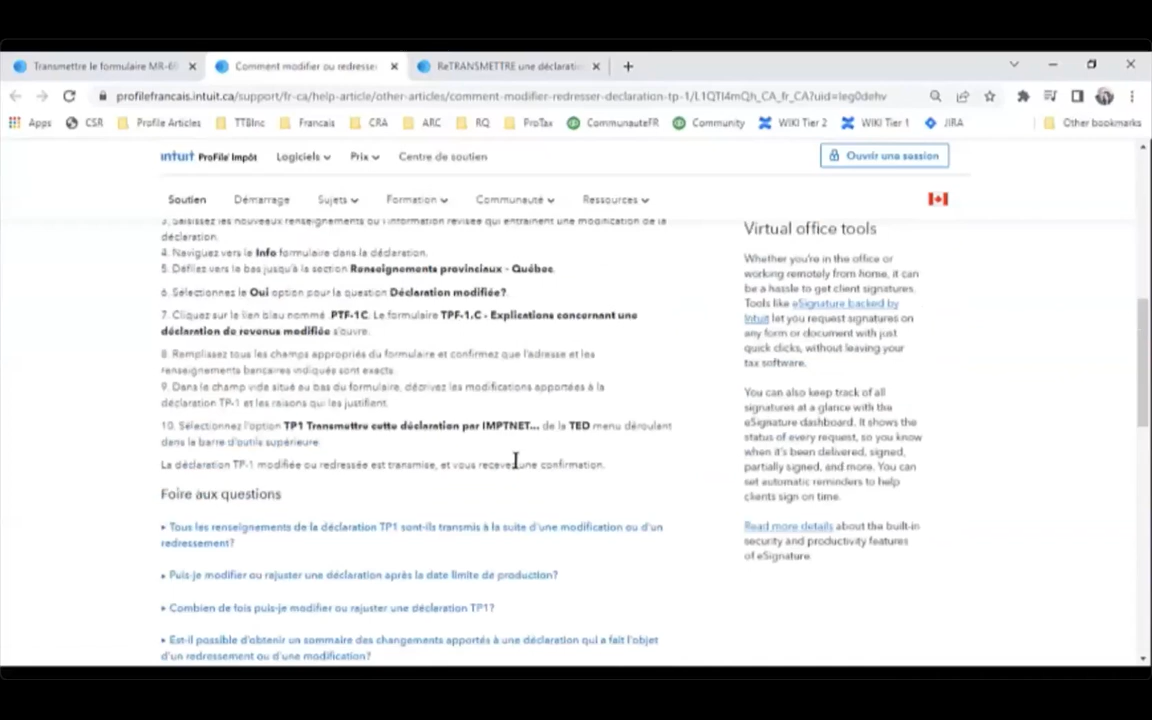 Transmettre le formulaire MR-69
Comment modifier ou redresser
ReTRANSMETTRE une déclaratio
profilefrancais.intuit.ca/support/fr-ca/help-article/other-articles/comment-modifier-redresser-declaration-tp-1/L1QTI4mQh_CA_fr_CA?uid=leg0dehv
Apps CSR Profile Articles TTBInc Francais CRA ARC RQ ProTax CommunauteFR Community WIKI Tier 2 WIKI Tier 1 JIRA Other bookmarks
intuit ProFile Impôt Logiciels Prix Centre de soutien Ouvrir une session
Soutien Démarrage Sujets Formation Communauté Ressources
3. Saisissez les nouveaux renseignements ou l'information révisée qui entraînent une modification de la
déclaration.
4. Naviguez vers le Info formulaire dans la déclaration.
5. Défilez vers le bas jusqu'à la section Renseignements provinciaux - Québec.
6. Sélectionnez le Oui option pour la question Déclaration modifiée?.
7. Cliquez sur le lien bleu nommé PTF-1C. Le formulaire TPF-1.C - Explications concernant une
déclaration de revenus modifiée s'ouvre.
8. Remplissez tous les champs appropriés du formulaire et confirmez que l'adresse et les
renseignements bancaires indiqués sont exacts.
9. Dans le champ vide situé au bas du formulaire, décrivez les modifications apportées à la
déclaration TP-1 et les raisons qui les justifient.
10. Sélectionnez l'option TP1 Transmettre cette déclaration par IMPTNET... de la TED menu déroulant
dans la barre d'outils supérieure.
La déclaration TP-1 modifiée ou redressée est transmise, et vous recevez une confirmation.
Foire aux questions
Tous les renseignements de la déclaration TP1 sont-ils transmis à la suite d'une modification ou d'un
redressement?
Puis-je modifier ou rajuster une déclaration après la date limite de production?
Combien de fois puis-je modifier ou rajuster une déclaration TP1?
Est-il possible d'obtenir un sommaire des changements apportés à une déclaration qui a fait l'objet
d'un redressement ou d'une modification?
Virtual office tools
Whether you're in the office or
working remotely from home, it can
be a hassle to get client signatures.
Tools like eSignature backed by
Intuit let you request signatures on
any form or document with just
quick clicks, without leaving your
tax software.
You can also keep track of all
signatures at a glance with the
eSignature dashboard. It shows the
status of every request, so you know
when it's been delivered, signed,
partially signed, and more. You can
set automatic reminders to help
clients sign on time.
Read more details about the built-in
security and productivity features
of eSignature